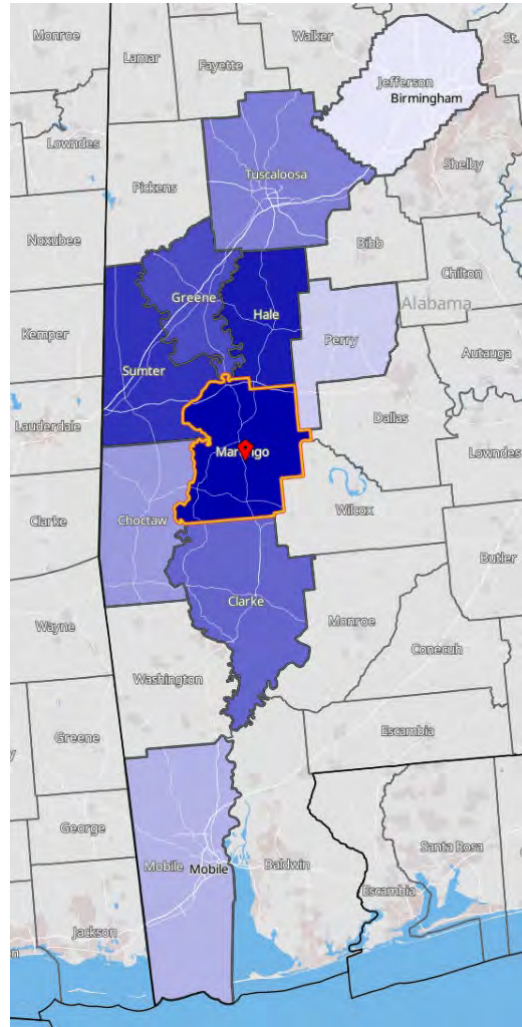 Monroe
Lamar
Walker
Fayette
Jefferson
Birmingham
St.
Lowndes
Shelby
Pickens
Tuscaloosa
Bibb
Noxubee
Chilton
Greene
Hale
Alabama
Kemper
Perry
Autauga
Sumter
Lauderdale
Dallas
Lowndes
Clarke
Choctaw
Wilcox
Butler
Clarke
Wayne
Monroe
Conecuh
Washington
Escambia
Greene
George
Mobile Mobile
Baldwin
Santa Rosa
Escambia
Jackson